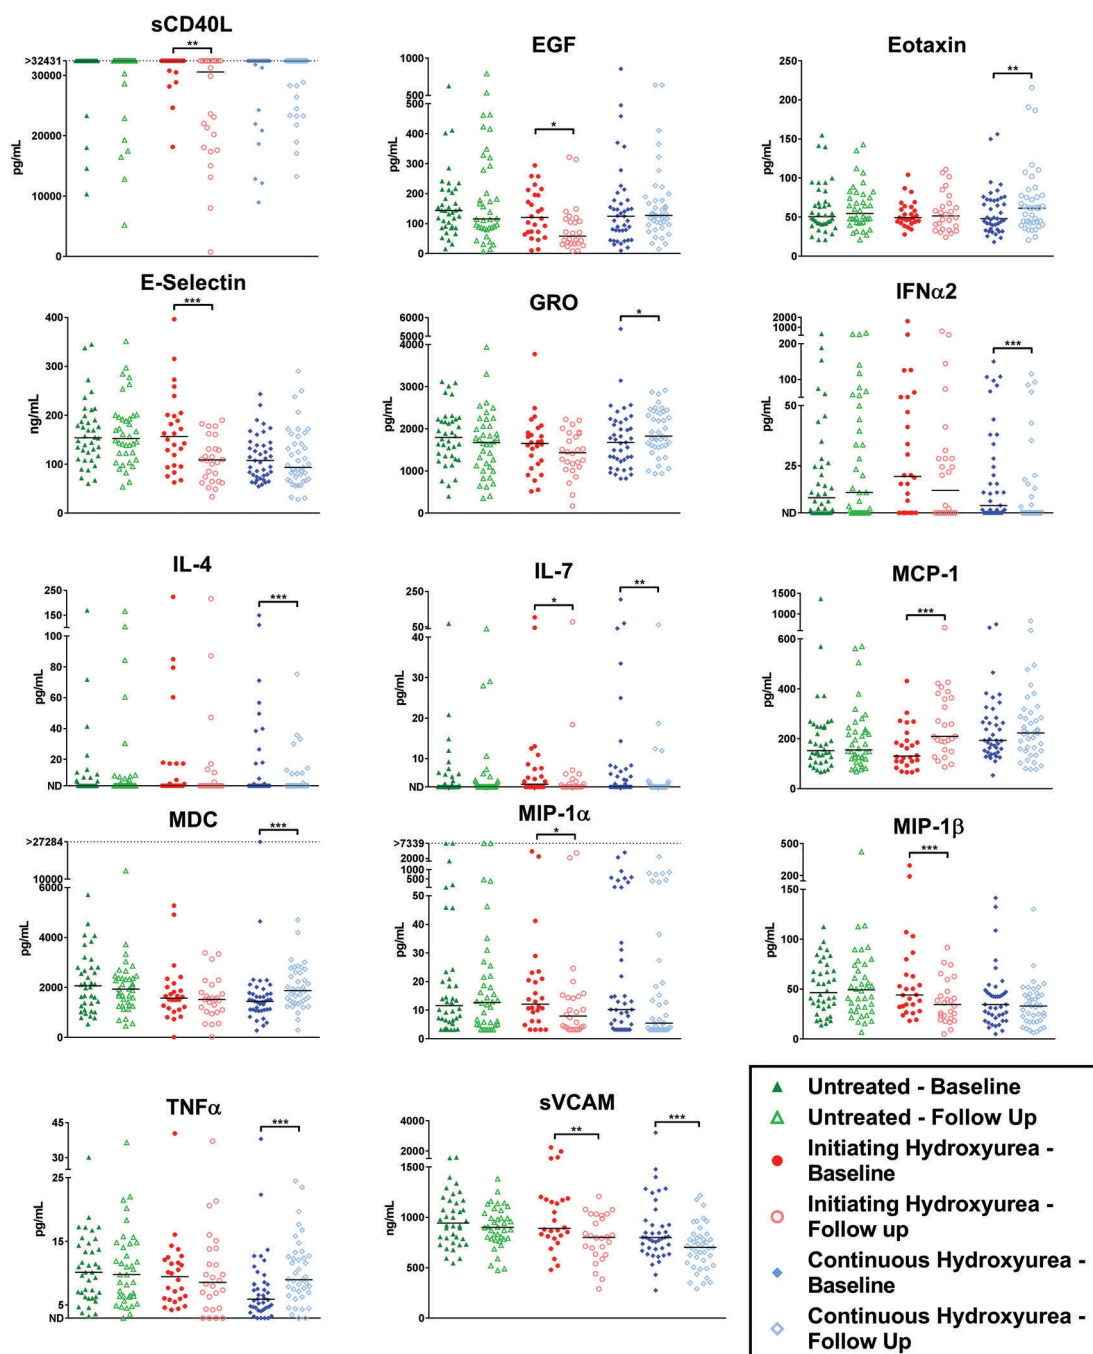 sCD40L
>32431
30000
20000
10000
0
pg/mL
**
EGF
1000
500
500
400
300
200
100
0
pg/mL
*
Eotaxin
250
200
150
100
50
0
pg/mL
**
E-Selectin
400
300
200
100
0
ng/mL
***
GRO
6000
5000
4000
3000
2000
1000
0
pg/mL
*
IFNα2
2000
1000
200
100
50
25
ND
pg/mL
***
IL-4
250
150
100
80
60
40
20
ND
pg/mL
***
IL-7
250
50
40
30
20
10
ND
pg/mL
*
**
MCP-1
1500
1000
600
400
200
0
pg/mL
***
MDC
>27284
10000
6000
4000
2000
0
pg/mL
***
MIP-1α
>7339
2000
1000
500
50
40
30
20
10
0
pg/mL
*
MIP-1β
500
200
150
100
50
0
pg/mL
***
TNFα
45
30
25
15
5
ND
pg/mL
***
sVCAM
4000
2000
1500
1000
500
0
ng/mL
**
***
Untreated - Baseline
Untreated - Follow Up
Initiating Hydroxyurea -
Baseline
Initiating Hydroxyurea -
Follow up
Continuous Hydroxyurea -
Baseline
Continuous Hydroxyurea -
Follow Up